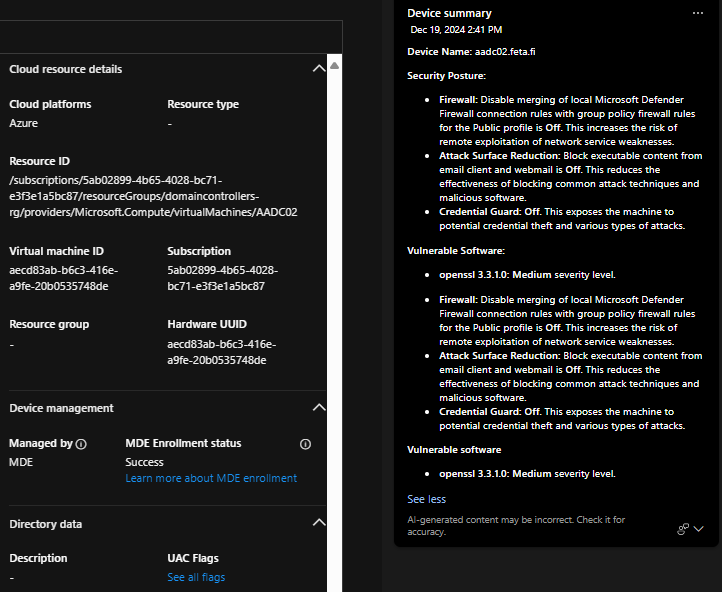 Cloud resource details
Cloud platforms
Resource type
Azure
-
Resource ID
/subscriptions/5ab02899-4b65-4028-bc71-
e3f3e1a5bc87/resourceGroups/domaincontrollers-
rg/providers/Microsoft.Compute/virtualMachines/AADC02
Virtual machine ID
Subscription
aecd83ab-b6c3-416e-
a9fe-20b0535748de
5ab02899-4b65-4028-
bc71-e3f3e1a5bc87
Resource group
Hardware UUID
-
aecd83ab-b6c3-416e-
a9fe-20b0535748de
Device management
Managed by
MDE Enrollment status
MDE
Success
Learn more about MDE enrollment
Directory data
Description
UAC Flags
-
See all flags
Device summary
Dec 19, 2024 2:41 PM
Device Name: aadc02.feta.fi
Security Posture:
• Firewall: Disable merging of local Microsoft Defender
Firewall connection rules with group policy firewall rules
for the Public profile is Off. This increases the risk of
remote exploitation of network service weaknesses.
• Attack Surface Reduction: Block executable content from
email client and webmail is Off. This reduces the
effectiveness of blocking common attack techniques and
malicious software.
• Credential Guard: Off. This exposes the machine to
potential credential theft and various types of attacks.
Vulnerable Software:
• openssl 3.3.1.0: Medium severity level.
• Firewall: Disable merging of local Microsoft Defender
Firewall connection rules with group policy firewall rules
for the Public profile is Off. This increases the risk of
remote exploitation of network service weaknesses.
• Attack Surface Reduction: Block executable content from
email client and webmail is Off. This reduces the
effectiveness of blocking common attack techniques and
malicious software.
• Credential Guard: Off. This exposes the machine to
potential credential theft and various types of attacks.
Vulnerable software
• openssl 3.3.1.0: Medium severity level.
See less
AI-generated content may be incorrect. Check it for
accuracy.